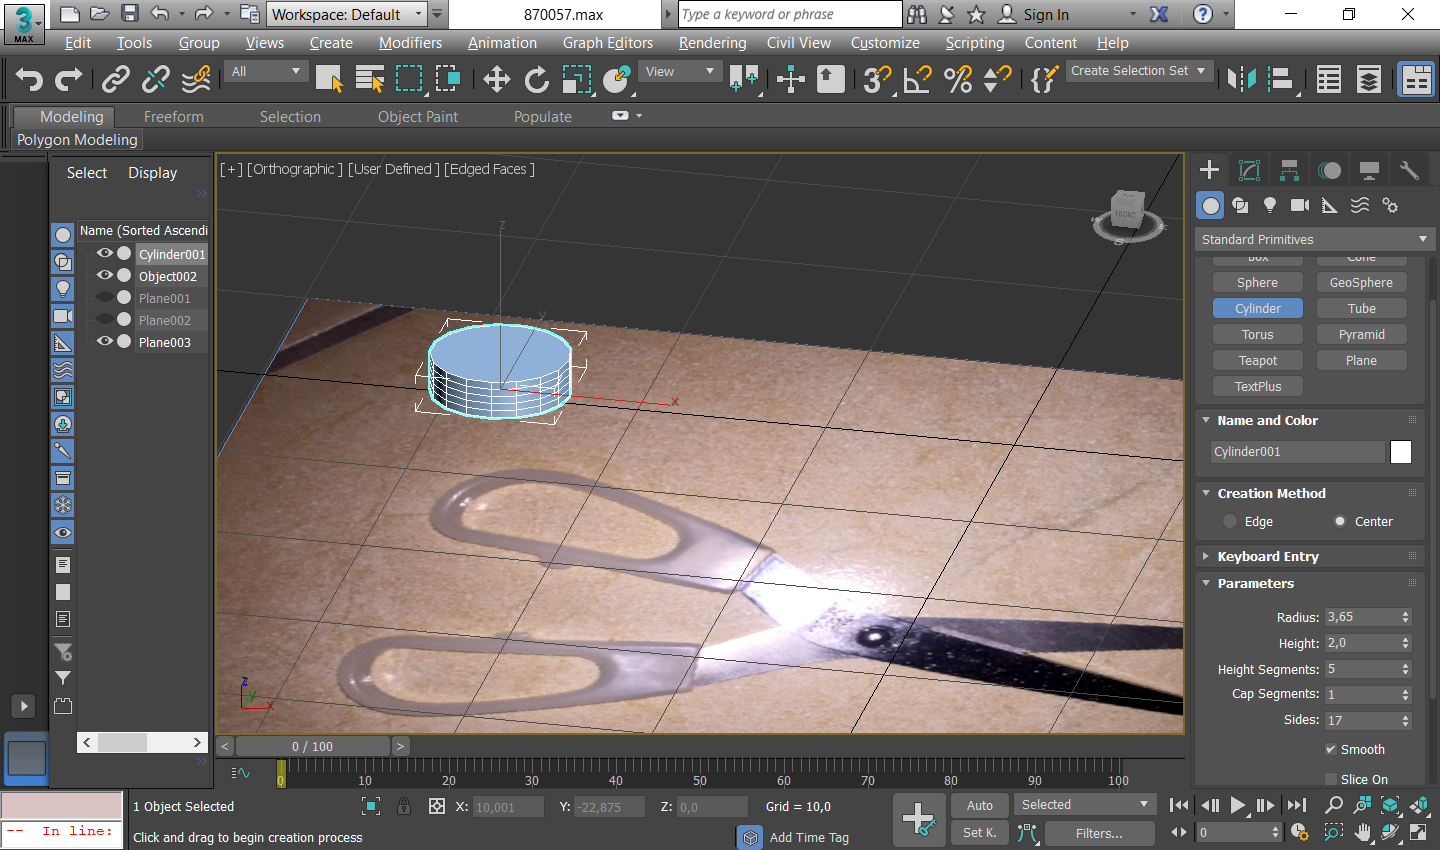 3
MAX
Workspace: Default
870057.max
Type a keyword or phrase
Sign In
Edit Tools Group Views Create Modifiers Animation Graph Editors Rendering Civil View Customize Scripting Content Help
All
View
3
Create Selection Set
Modeling Freeform Selection Object Paint Populate
Polygon Modeling
Select Display
Name (Sorted Ascendi
Cylinder001
Object002
Plane001
Plane002
Plane003
[+] [Orthographic ] [User Defined ] [Edged Faces ]
z
y
x
FRONT
S
z
y
x
0 / 100
0 10 20 30 40 50 60 70 80 90 100
Standard Primitives
Box Cone
Sphere GeoSphere
Cylinder Tube
Torus Pyramid
Teapot Plane
TextPlus
Name and Color
Cylinder001
Creation Method
Edge Center
Keyboard Entry
Parameters
Radius: 3,65
Height: 2,0
Height Segments: 5
Cap Segments: 1
Sides: 17
Smooth
Slice On
1 Object Selected
X: 10,001 Y: -22,875 Z: 0,0 Grid = 10,0
Auto Selected
-- In line:
Click and drag to begin creation process
Add Time Tag
Set K. Filters...
0